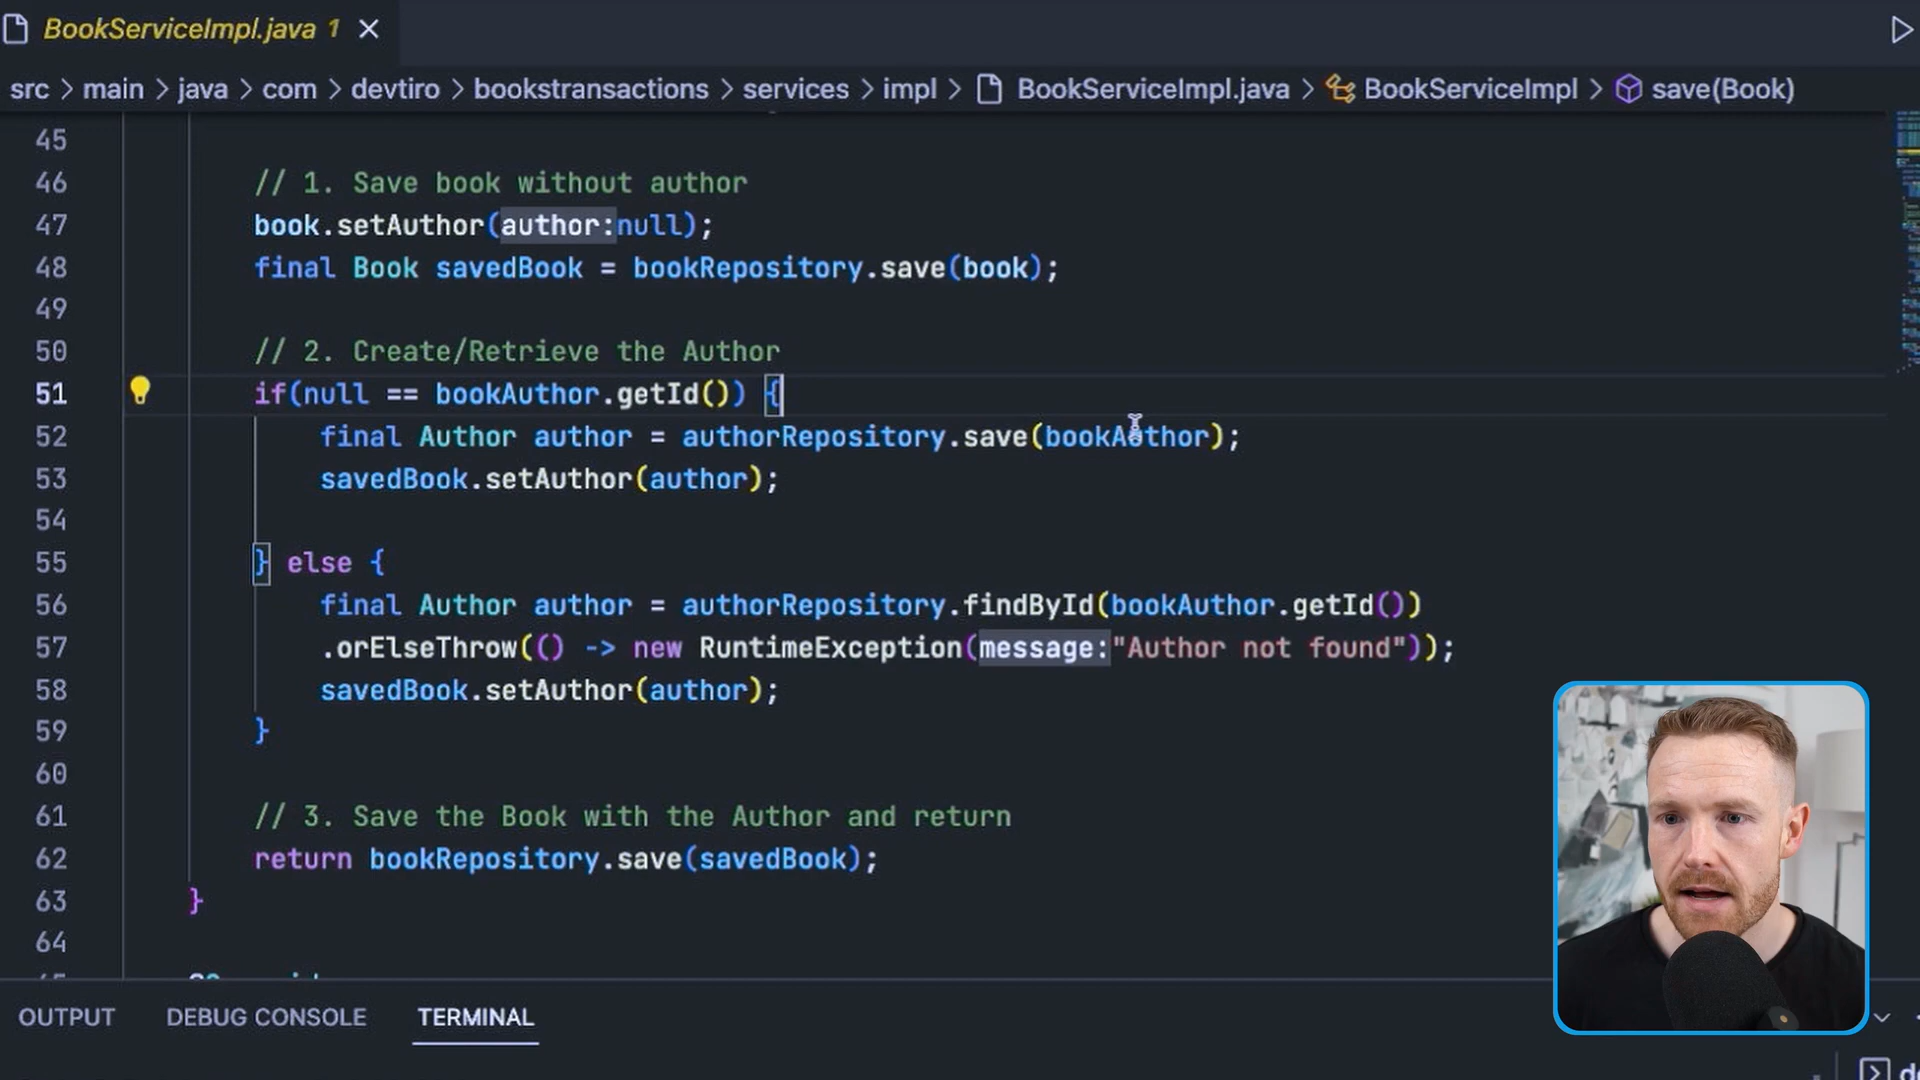 BookServiceImpl.java 1
src > main > java > com > devtiro > bookstransactions > services > impl > BookServiceImpl.java > BookServiceImpl > save(Book)
45
46 // 1. Save book without author
47 book.setAuthor(author:null);
48 final Book savedBook = bookRepository.save(book);
49
50 // 2. Create/Retrieve the Author
51 if(null == bookAuthor.getId()) {
52 final Author author = authorRepository.save(bookAuthor);
53 savedBook.setAuthor(author);
54
55 } else {
56 final Author author = authorRepository.findById(bookAuthor.getId())
57 .orElseThrow(() -> new RuntimeException(message:"Author not found"));
58 savedBook.setAuthor(author);
59 }
60
61 // 3. Save the Book with the Author and return
62 return bookRepository.save(savedBook);
63 }
64
OUTPUT DEBUG CONSOLE TERMINAL